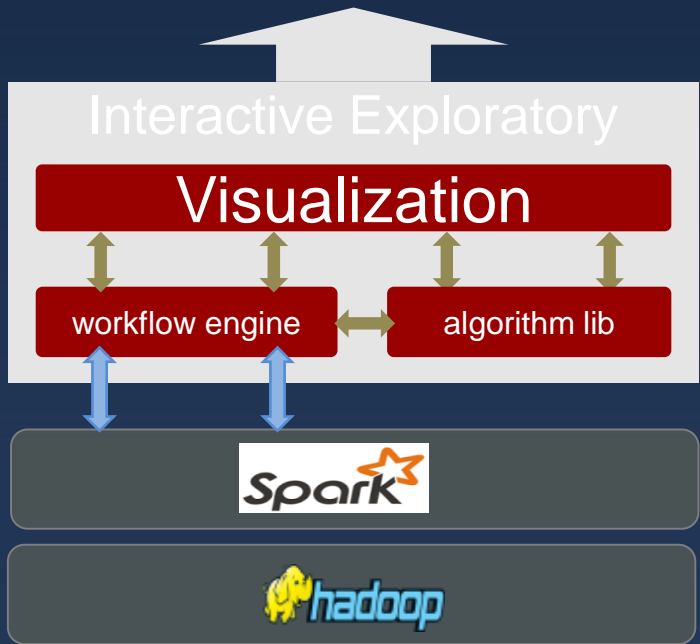 Interactive Exploratory
Visualization
workflow engine
algorithm lib
Spark
hadoop